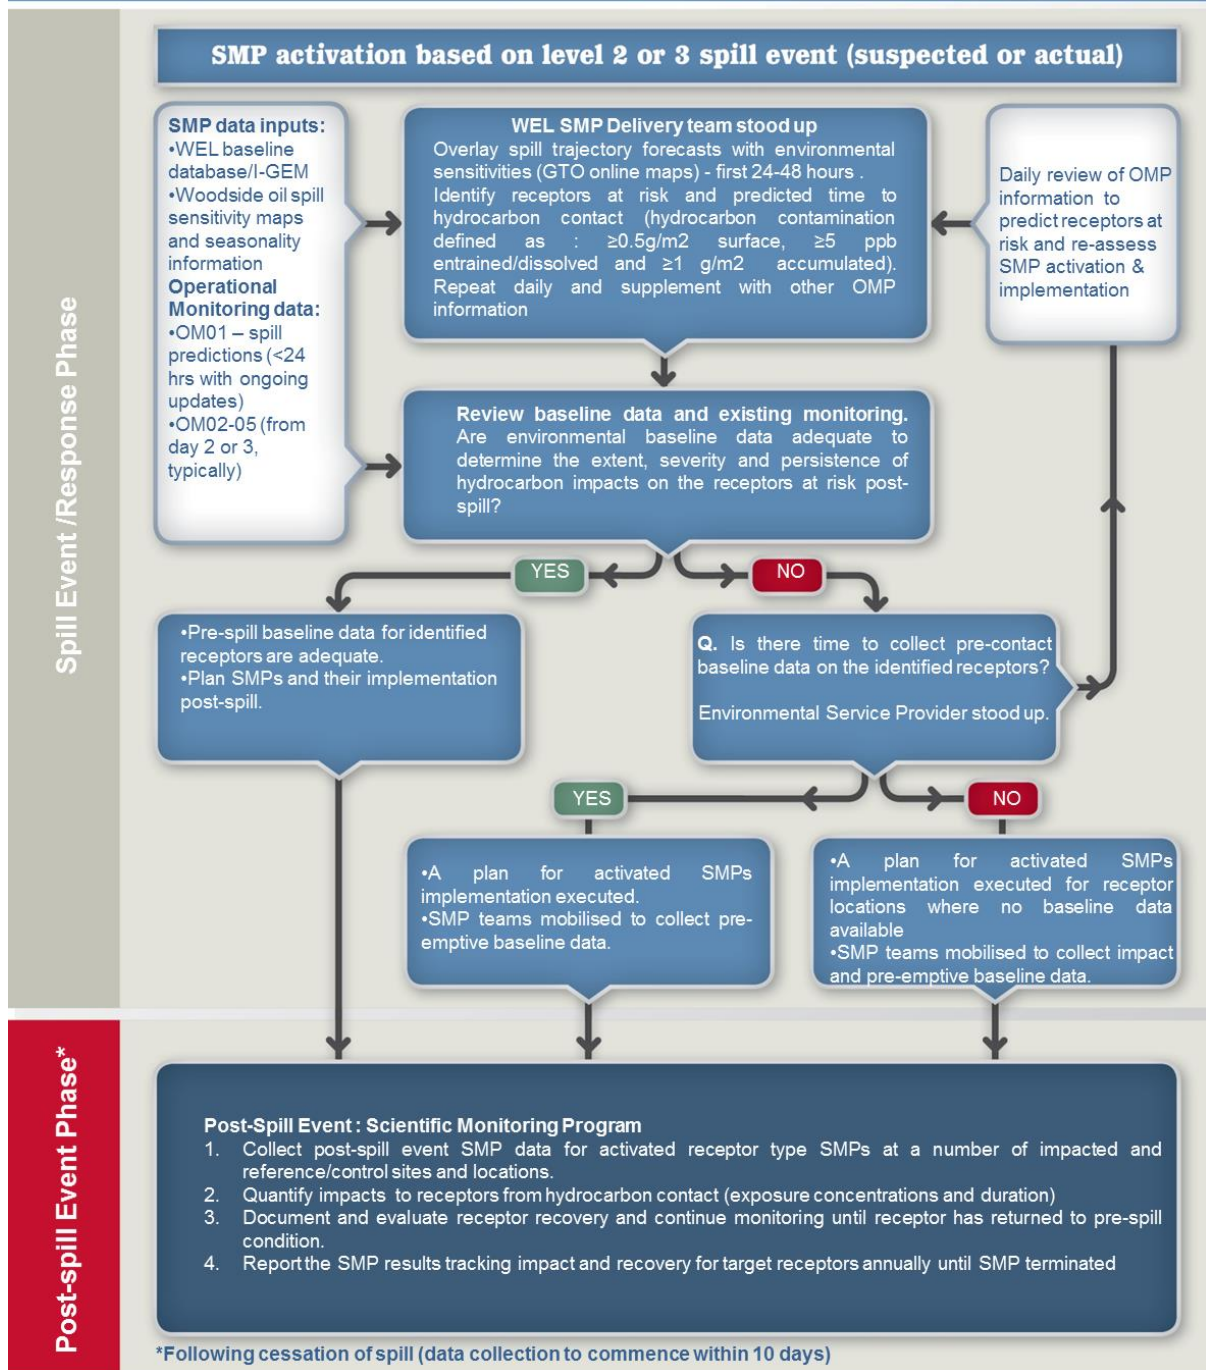 SMP activation based on level 2 or 3 spill event (suspected or actual)
Spill Event /Response Phase
SMP data inputs:
•WEL baseline
database/I-GEM
•Woodside oil spill
sensitivity maps
and seasonality
information
Operational
Monitoring data:
•OM01 – spill
predictions (<24
hrs with ongoing
updates)
•OM02-05 (from
day 2 or 3,
typically)
WEL SMP Delivery team stood up
Overlay spill trajectory forecasts with environmental
sensitivities (GTO online maps) - first 24-48 hours .
Identify receptors at risk and predicted time to
hydrocarbon contact (hydrocarbon contamination
defined as : ≥0.5g/m2 surface, ≥5 ppb
entrained/dissolved and ≥1 g/m2 accumulated).
Repeat daily and supplement with other OMP
information
Daily review of OMP
information to
predict receptors at
risk and re-assess
SMP activation &
implementation
Review baseline data and existing monitoring.
Are environmental baseline data adequate to
determine the extent, severity and persistence of
hydrocarbon impacts on the receptors at risk post-
spill?
YES
NO
•Pre-spill baseline data for identified
receptors are adequate.
•Plan SMPs and their implementation
post-spill.
Q. Is there time to collect pre-contact
baseline data on the identified receptors?
Environmental Service Provider stood up.
YES
NO
•A plan for activated SMPs
implementation executed.
•SMP teams mobilised to collect pre-
emptive baseline data.
•A plan for activated SMPs
implementation executed for receptor
locations where no baseline data
available
•SMP teams mobilised to collect impact
and pre-emptive baseline data.
Post-spill Event Phase*
Post-Spill Event : Scientific Monitoring Program
1. Collect post-spill event SMP data for activated receptor type SMPs at a number of impacted and
reference/control sites and locations.
2. Quantify impacts to receptors from hydrocarbon contact (exposure concentrations and duration)
3. Document and evaluate receptor recovery and continue monitoring until receptor has returned to pre-spill
condition.
4. Report the SMP results tracking impact and recovery for target receptors annually until SMP terminated
*Following cessation of spill (data collection to commence within 10 days)